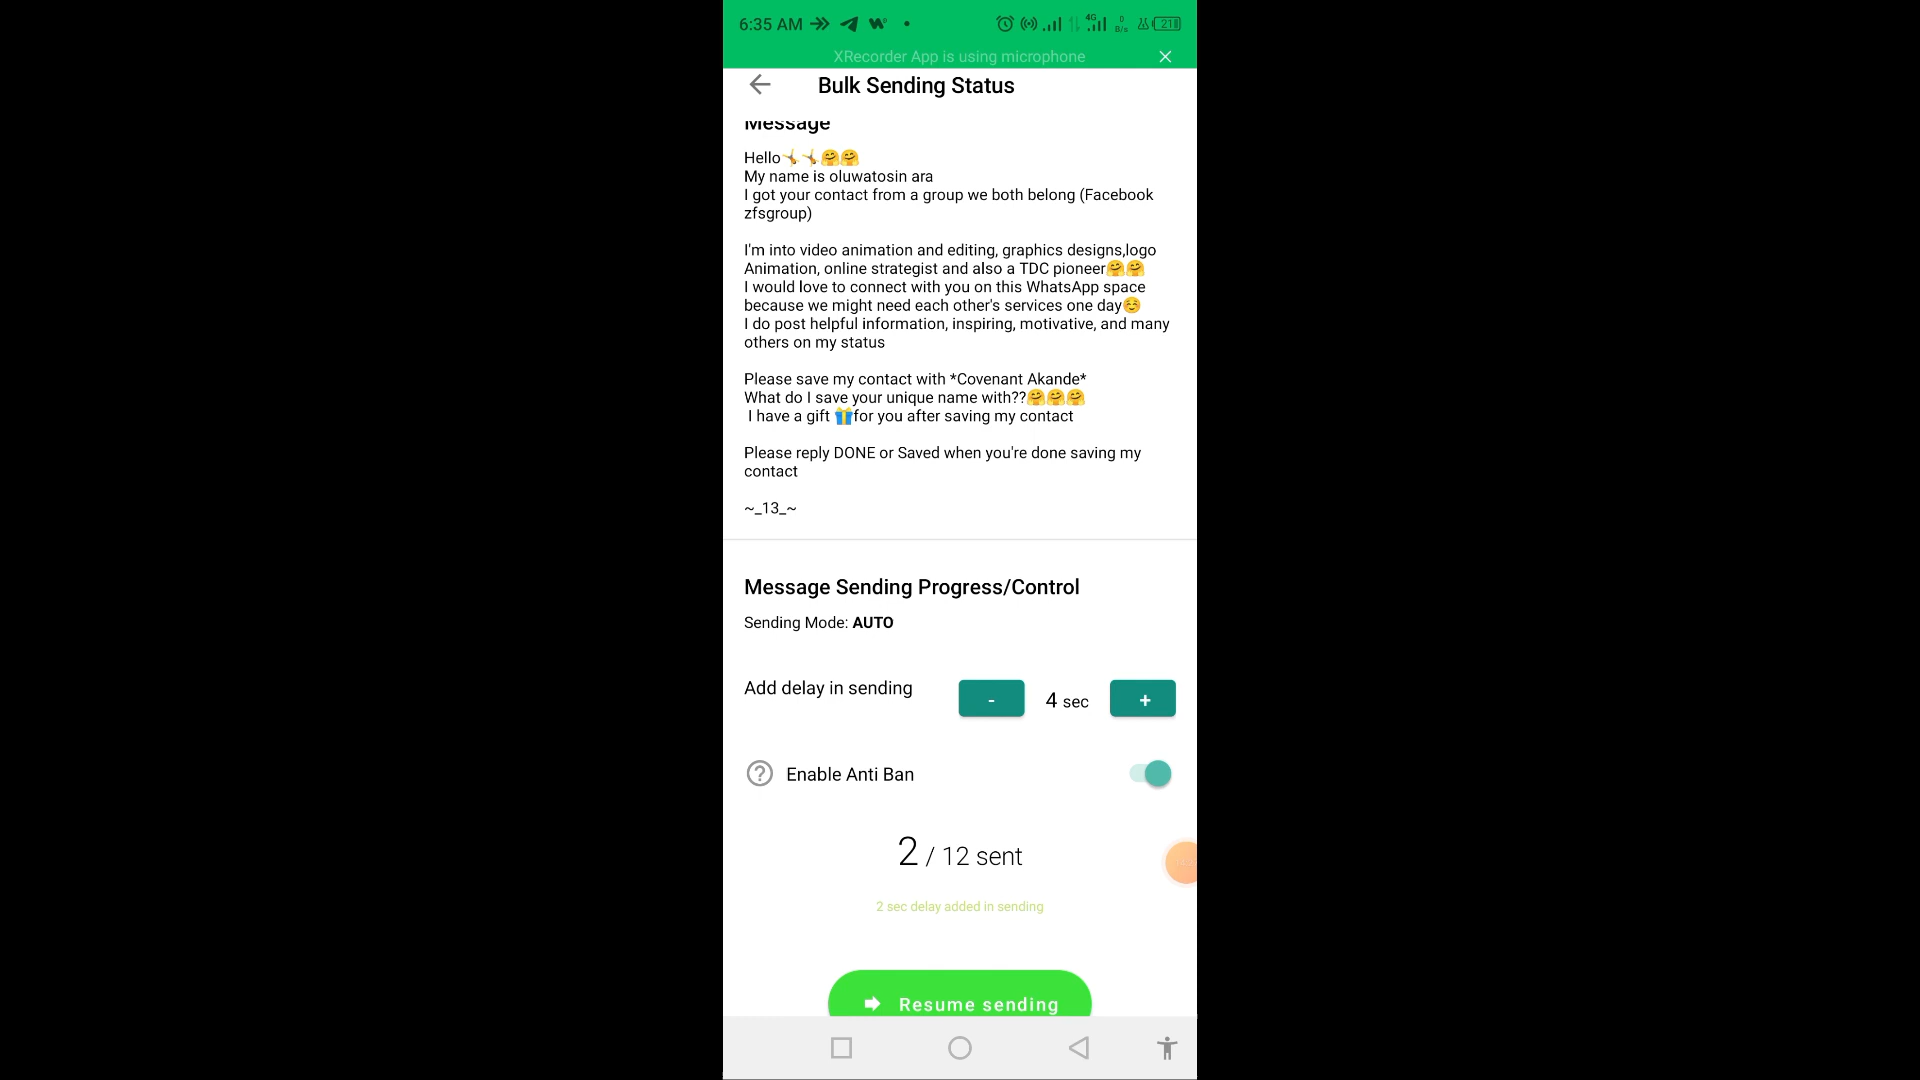 6:35 AM
4G
0
B/s
21
XRecorder App is using microphone
Bulk Sending Status
Message
Hello🤸🤸🤗🤗
My name is oluwatosin ara
I got your contact from a group we both belong (Facebook
zfsgroup)
I'm into video animation and editing, graphics designs,logo
Animation, online strategist and also a TDC pioneer🤗🤗
I would love to connect with you on this WhatsApp space
because we might need each other's services one day☺️
I do post helpful information, inspiring, motivative, and many
others on my status
Please save my contact with *Covenant Akande*
What do I save your unique name with??🤗🤗🤗
I have a gift 🎁for you after saving my contact
Please reply DONE or Saved when you're done saving my
contact
~_13_~
Message Sending Progress/Control
Sending Mode: AUTO
Add delay in sending
- 4 sec +
Enable Anti Ban
2 / 12 sent
2 sec delay added in sending
Resume sending